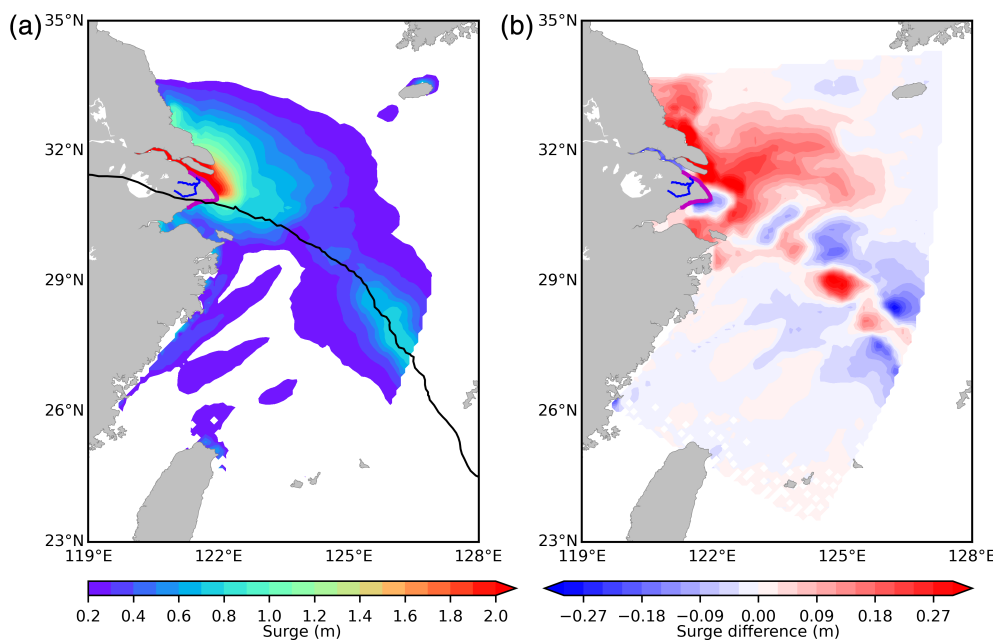 (a) (b)
35°N 35°N
32°N 32°N
29°N 29°N
26°N 26°N
23°N 23°N
119°E 122°E 125°E 128°E 119°E 122°E 125°E 128°E
0.2 0.4 0.6 0.8 1.0 1.2 1.4 1.6 1.8 2.0 −0.27 −0.18 −0.09 0.00 0.09 0.18 0.27
Surge (m) Surge difference (m)